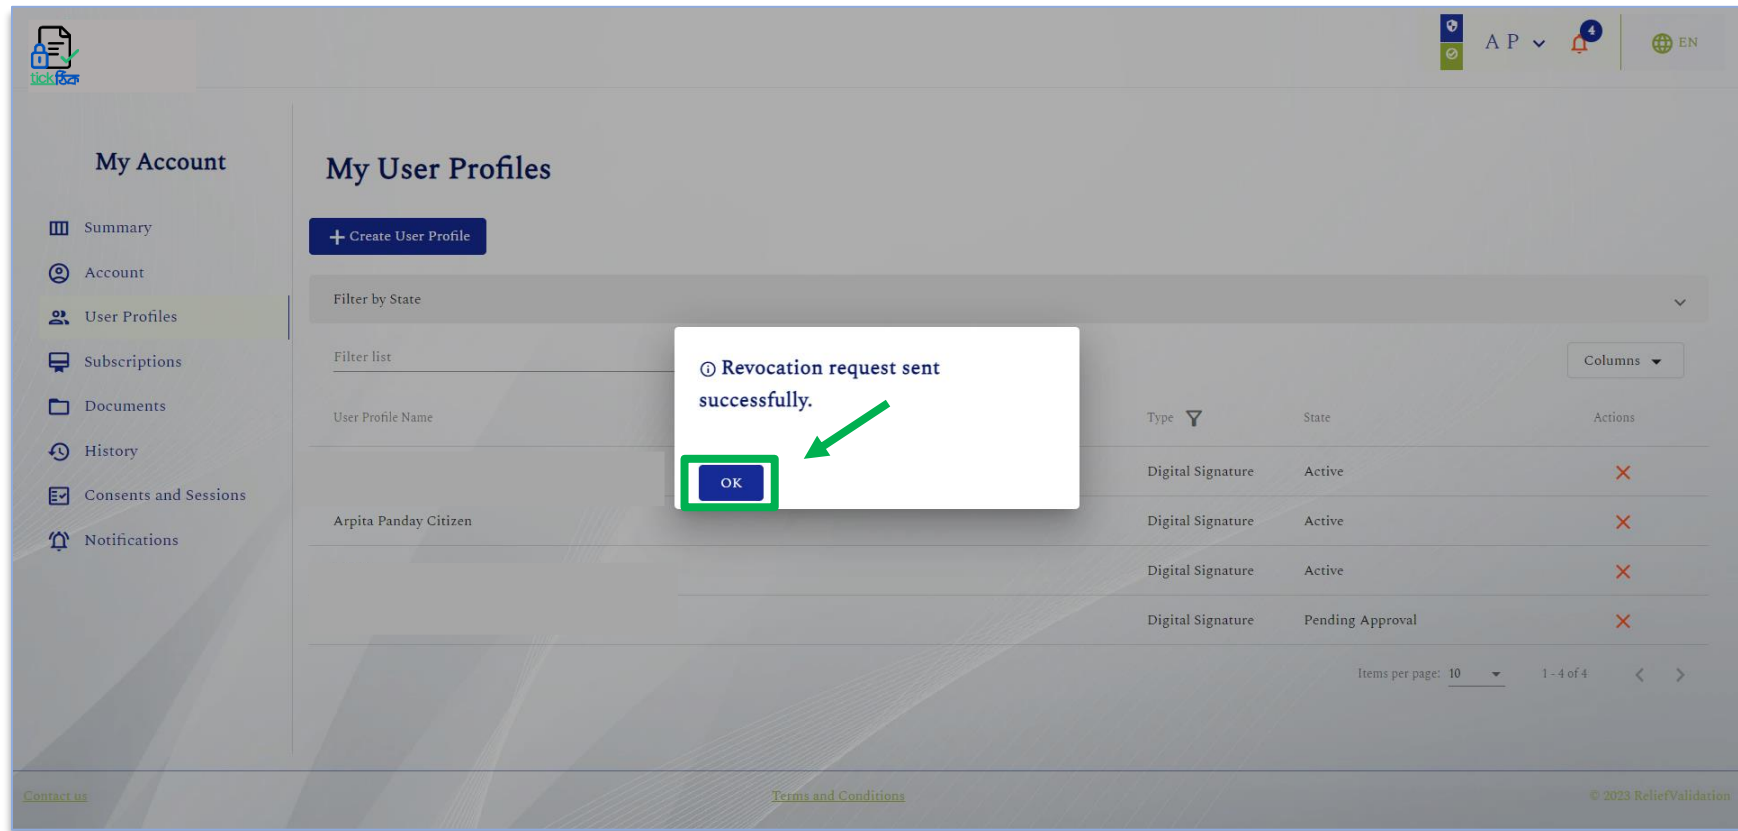 tickঠিক
A P
4
EN
My Account
Summary
Account
User Profiles
Subscriptions
Documents
History
Consents and Sessions
Notifications
My User Profiles
+ Create User Profile
Filter by State
Filter list
Columns
User Profile Name Type State Actions
Digital Signature Active
Arpita Panday Citizen Digital Signature Active
Digital Signature Active
Digital Signature Pending Approval
Items per page: 10 1 - 4 of 4
Revocation request sent
successfully.
OK
Contact us Terms and Conditions © 2023 ReliefValidation